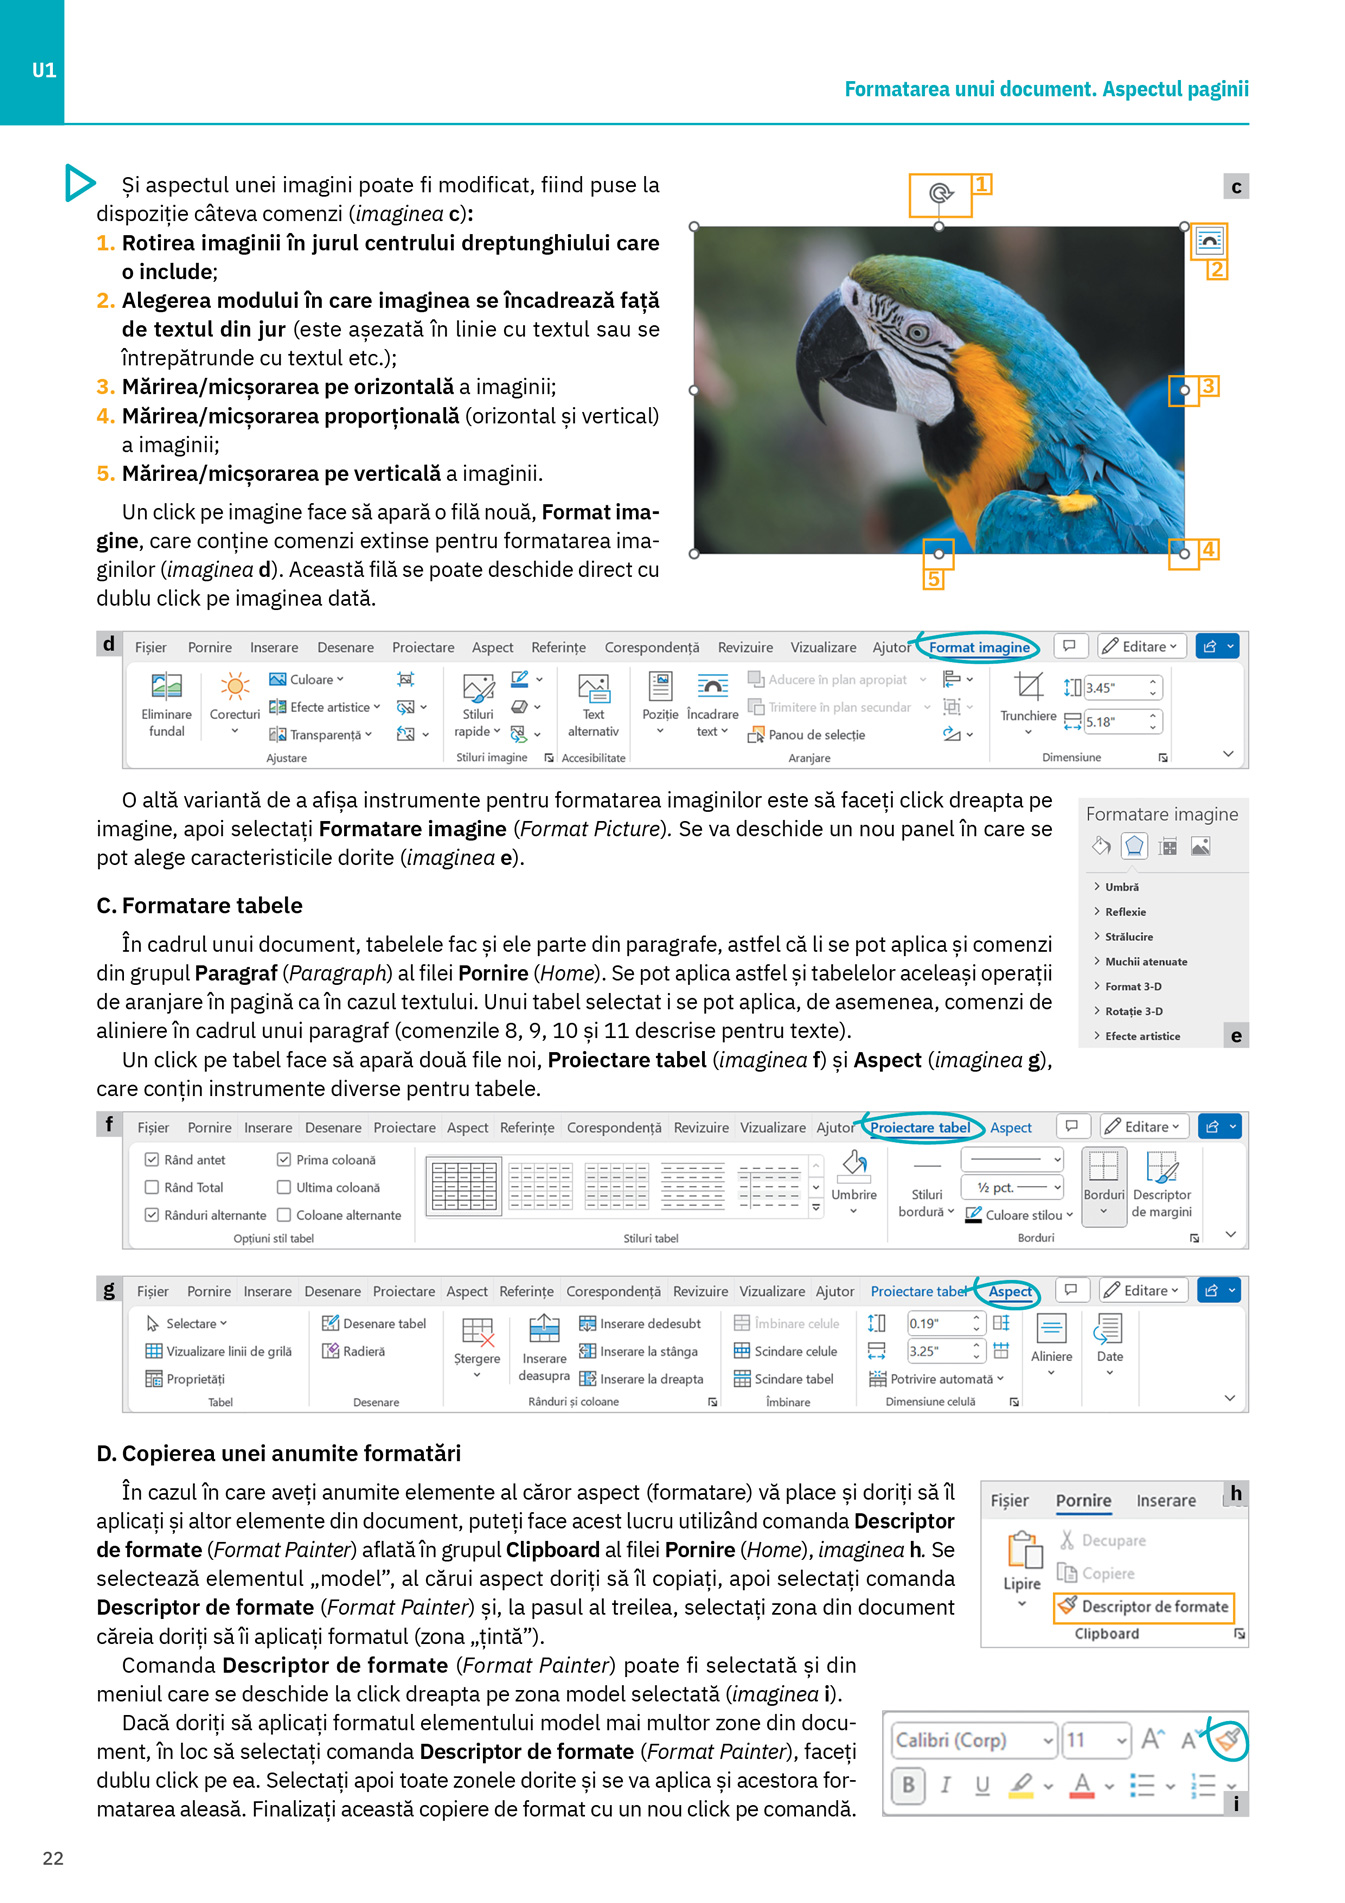 U1
Formatarea unui document. Aspectul paginii
Și aspectul unei imagini poate fi modificat, fiind puse la
dispoziție câteva comenzi (imaginea c):
1. Rotirea imaginii în jurul centrului dreptunghiului care
o include;
2. Alegerea modului în care imaginea se încadrează față
de textul din jur (este așezată în linie cu textul sau se
întrepătrunde cu textul etc.);
3. Mărirea/micșorarea pe orizontală a imaginii;
4. Mărirea/micșorarea proporțională (orizontal și vertical)
a imaginii;
5. Mărirea/micșorarea pe verticală a imaginii.
Un click pe imagine face să apară o filă nouă, Format ima-
gine, care conține comenzi extinse pentru formatarea ima-
ginilor (imaginea d). Această filă se poate deschide direct cu
dublu click pe imaginea dată.
c
1
2
3
4
5
d
Fișier Pornire Inserare Desenare Proiectare Aspect Referințe Corespondență Revizuire Vizualizare Ajutor Format imagine Editare
Eliminare fundal
Corecturi
Culoare
Efecte artistice
Transparență
Ajustare
Stiluri rapide
Stiluri imagine
Text alternativ
Accesibilitate
Poziție
Încadrare text
Aducere în plan apropiat
Trimitere în plan secundar
Panou de selecție
Aranjare
Trunchiere
3.45"
5.18"
Dimensiune
O altă variantă de a afișa instrumente pentru formatarea imaginilor este să faceți click dreapta pe
imagine, apoi selectați Formatare imagine (Format Picture). Se va deschide un nou panel în care se
pot alege caracteristicile dorite (imaginea e).
Formatare imagine
Umbră
Reflexie
Strălucire
Muchii atenuate
Format 3-D
Rotație 3-D
Efecte artistice
e
C. Formatare tabele
În cadrul unui document, tabelele fac și ele parte din paragrafe, astfel că li se pot aplica și comenzi
din grupul Paragraf (Paragraph) al filei Pornire (Home). Se pot aplica astfel și tabelelor aceleași operații
de aranjare în pagină ca în cazul textului. Unui tabel selectat i se pot aplica, de asemenea, comenzi de
aliniere în cadrul unui paragraf (comenzile 8, 9, 10 și 11 descrise pentru texte).
Un click pe tabel face să apară două file noi, Proiectare tabel (imaginea f) și Aspect (imaginea g),
care conțin instrumente diverse pentru tabele.
f
Fișier Pornire Inserare Desenare Proiectare Aspect Referințe Corespondență Revizuire Vizualizare Ajutor Proiectare tabel Aspect Editare
Rând antet Prima coloană
Rând Total Ultima coloană
Rânduri alternante Coloane alternante
Opțiuni stil tabel
Stiluri tabel
Umbrire
Stiluri bordură
½ pct.
Culoare stilou
Borduri
Descriptor de margini
Borduri
g
Fișier Pornire Inserare Desenare Proiectare Aspect Referințe Corespondență Revizuire Vizualizare Ajutor Proiectare tabel Aspect Editare
Selectare
Vizualizare linii de grilă
Proprietăți
Tabel
Desenare tabel
Radieră
Desenare
Ștergere
Inserare deasupra
Inserare dedesubt
Inserare la stânga
Inserare la dreapta
Rânduri și coloane
Îmbinare celule
Scindare celule
Scindare tabel
Îmbinare
0.19"
3.25"
Potrivire automată
Dimensiune celulă
Aliniere
Date
D. Copierea unei anumite formatări
În cazul în care aveți anumite elemente al căror aspect (formatare) vă place și doriți să îl
aplicați și altor elemente din document, puteți face acest lucru utilizând comanda Descriptor
de formate (Format Painter) aflată în grupul Clipboard al filei Pornire (Home), imaginea h. Se
selectează elementul „model”, al cărui aspect doriți să îl copiați, apoi selectați comanda
Descriptor de formate (Format Painter) și, la pasul al treilea, selectați zona din document
căreia doriți să îi aplicați formatul (zona „țintă”).
Comanda Descriptor de formate (Format Painter) poate fi selectată și din
meniul care se deschide la click dreapta pe zona model selectată (imaginea i).
Dacă doriți să aplicați formatul elementului model mai multor zone din docu-
ment, în loc să selectați comanda Descriptor de formate (Format Painter), faceți
dublu click pe ea. Selectați apoi toate zonele dorite și se va aplica și acestora for-
matarea aleasă. Finalizați această copiere de format cu un nou click pe comandă.
h
Fișier Pornire Inserare
Lipire
Decupare
Copiere
Descriptor de formate
Clipboard
Calibri (Corp) 11 A A
B I U A
i
22